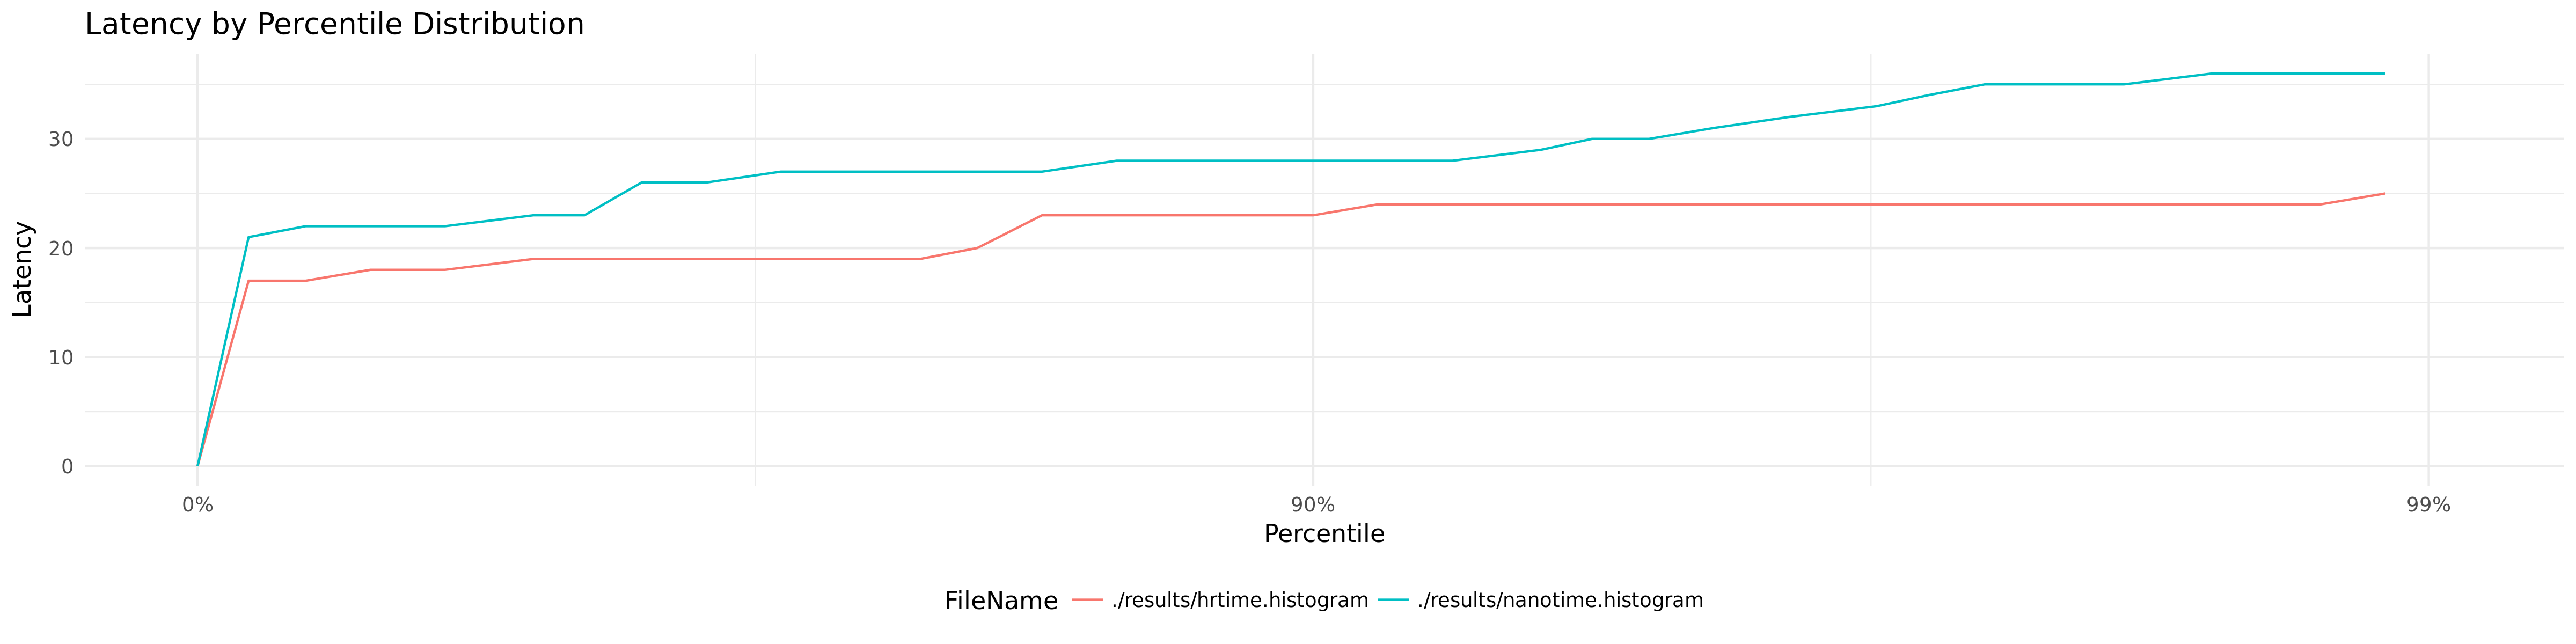 Latency by Percentile Distribution
Latency
30
20
10
0
0% 90% 99%
Percentile
FileName ./results/hrtime.histogram ./results/nanotime.histogram